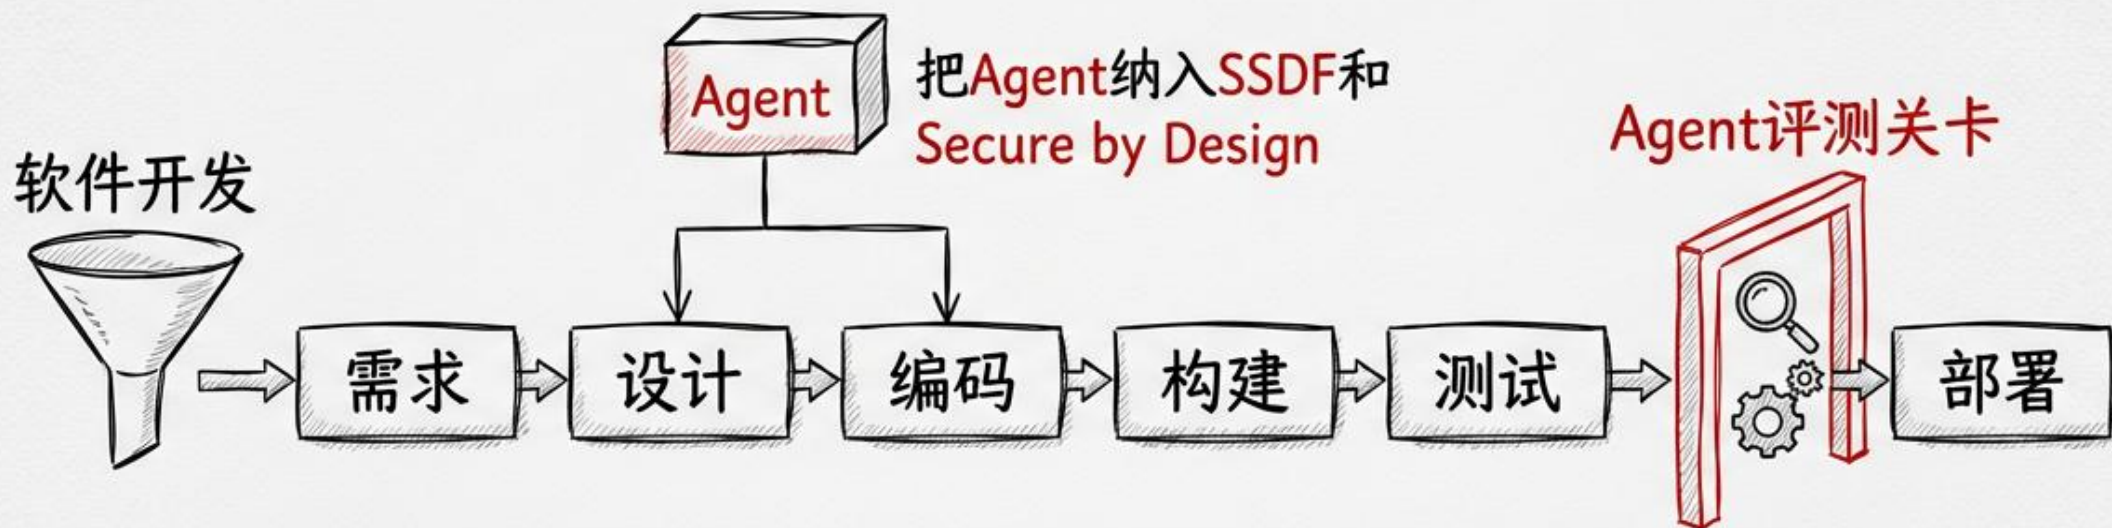 Agent
把Agent纳入SSDF和
Secure by Design
Agent评测关卡
软件开发
需求
设计
编码
构建
测试
部署